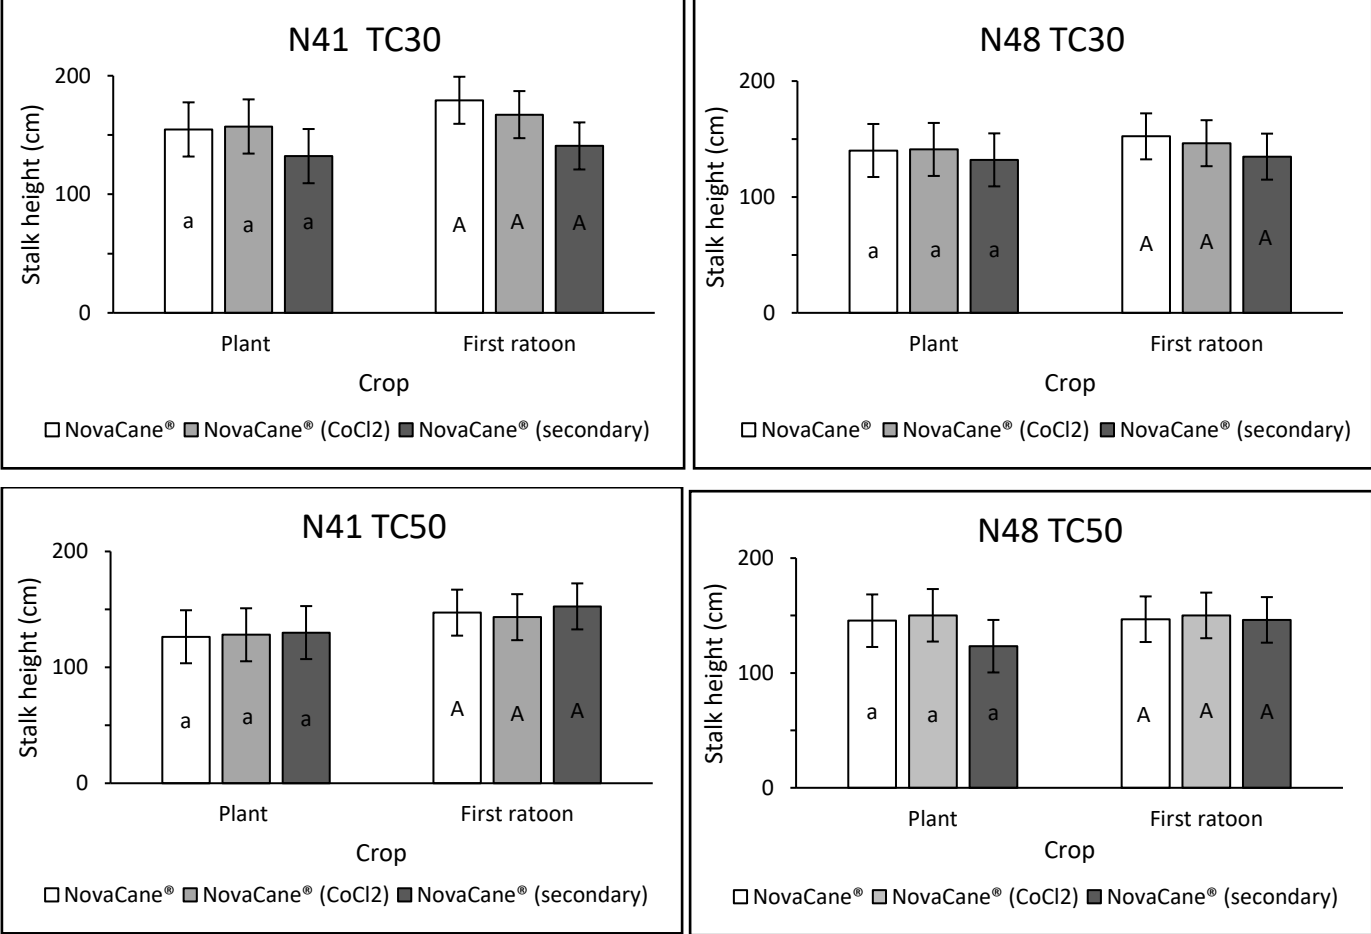 N41  TC30
Stalk height (cm)
200
100
0
a a a A A A
Plant First ratoon
Crop
NovaCane® NovaCane® (CoCl2) NovaCane® (secondary)
N48 TC30
Stalk height (cm)
200
100
0
a a a A A A
Plant First ratoon
Crop
NovaCane® NovaCane® (CoCl2) NovaCane® (secondary)
N41 TC50
Stalk height (cm)
200
100
0
a a a A A A
Plant First ratoon
Crop
NovaCane® NovaCane® (CoCl2) NovaCane® (secondary)
N48 TC50
Stalk height (cm)
200
100
0
a a a A A A
Plant First ratoon
Crop
NovaCane® NovaCane® (CoCl2) NovaCane® (secondary)